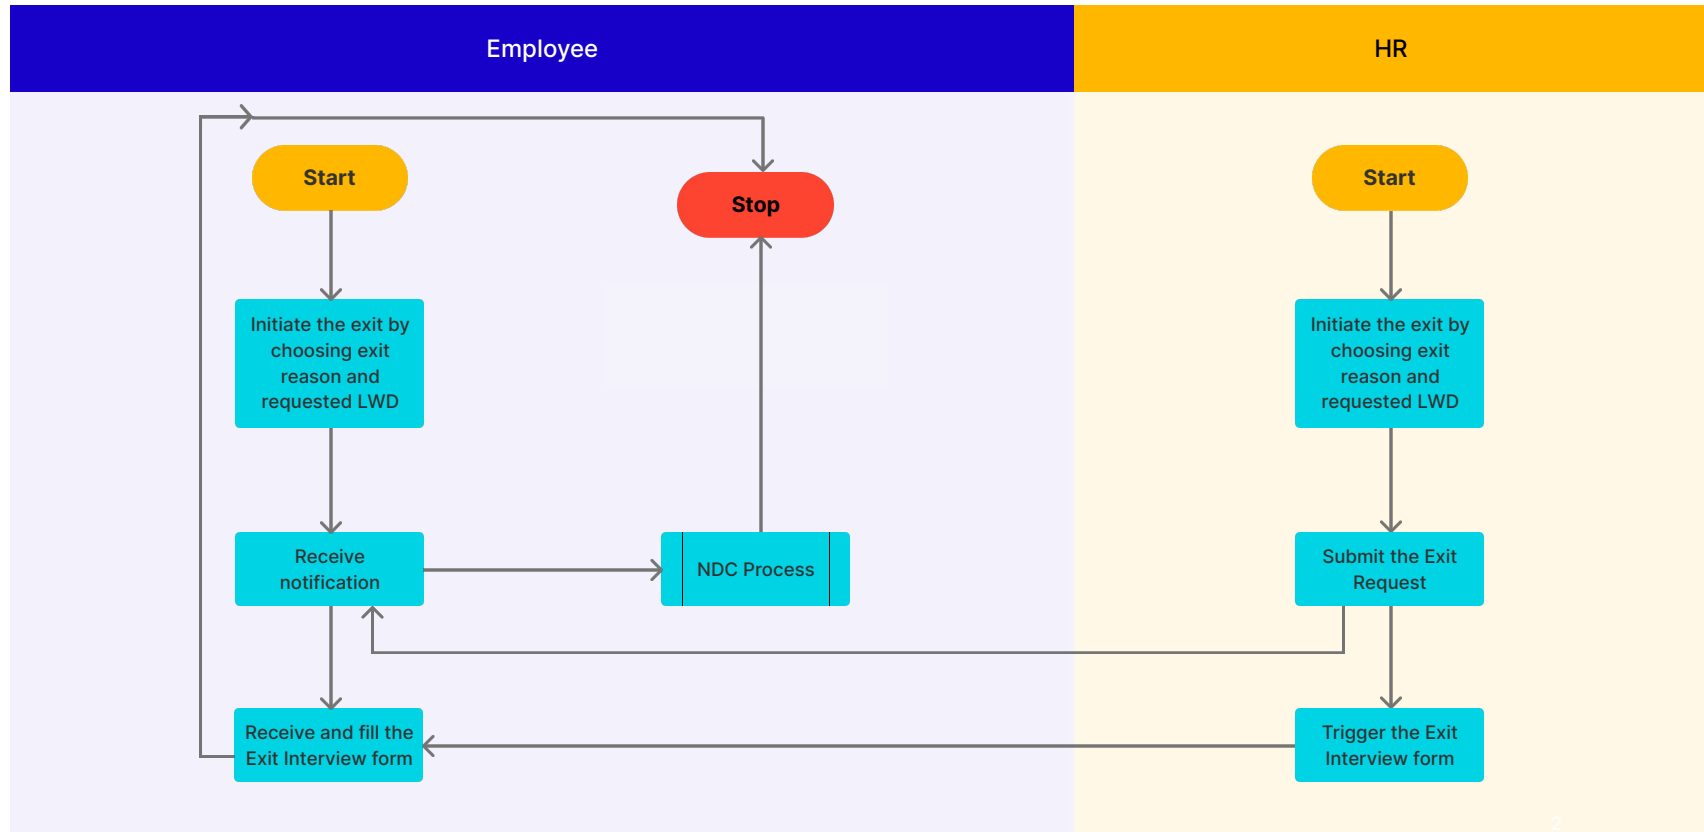 Employee
HR
Start
Stop
Start
Initiate the exit by
choosing exit
reason and
requested LWD
Initiate the exit by
choosing exit
reason and
requested LWD
Receive
notification
NDC Process
Submit the Exit
Request
Receive and fill the
Exit Interview form
Trigger the Exit
Interview form
2